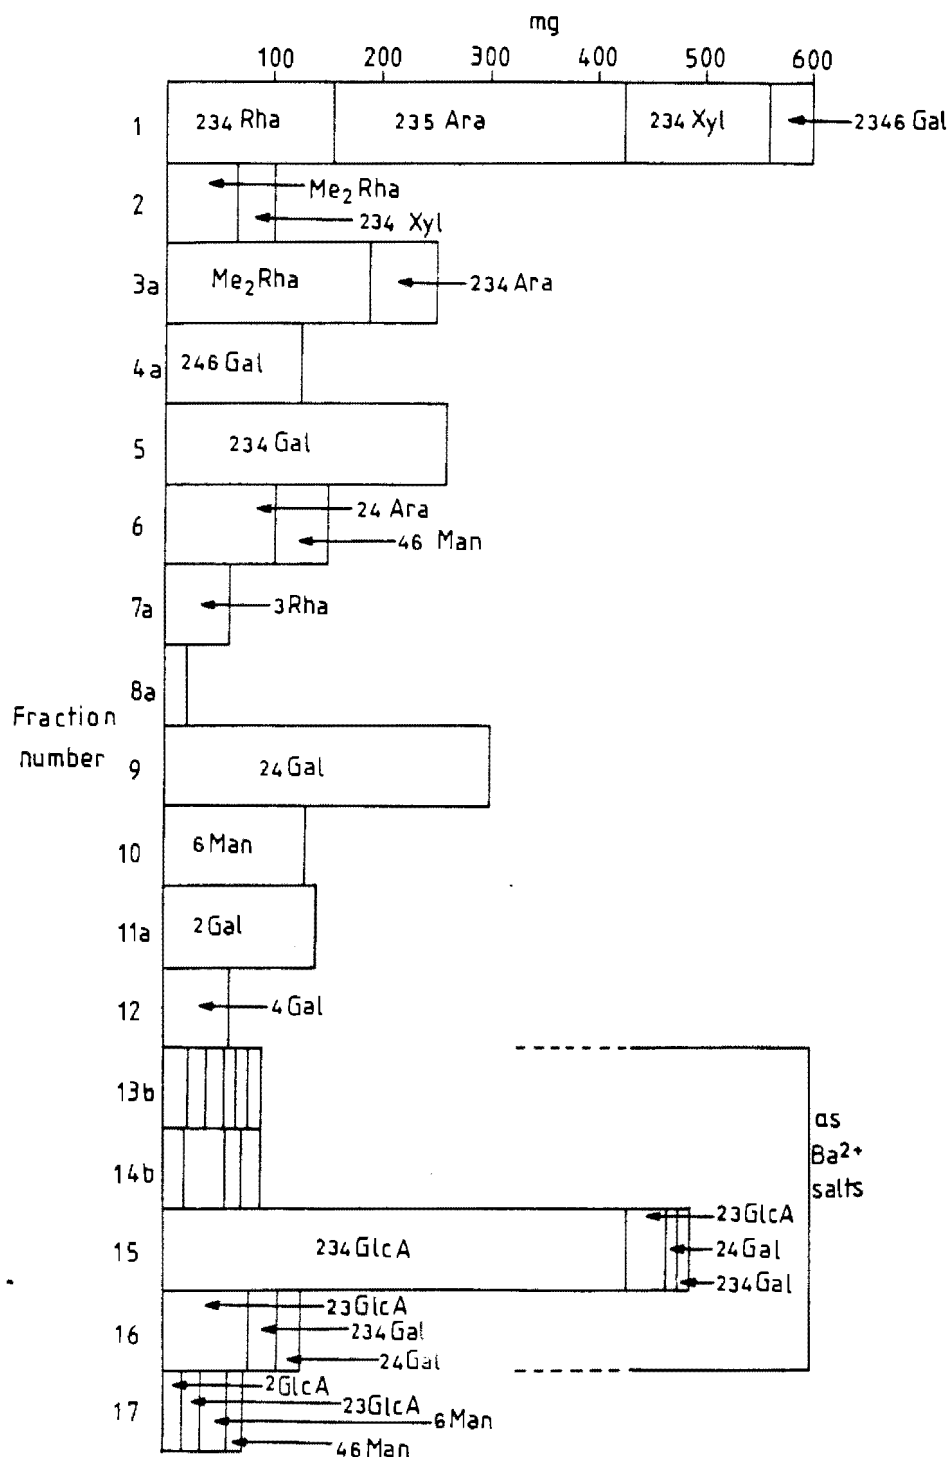 mg
100 200 300 400 500 600
1 234 Rha 235 Ara 234 Xyl 2346 Gal
2 Me₂ Rha
234 Xyl
3a Me₂Rha 234 Ara
4a 246 Gal
5 234 Gal
6 24 Ara
46 Man
7a 3 Rha
8a
Fraction
number
9 24 Gal
10 6 Man
11a 2 Gal
12 4 Gal
13b
14b
as
Ba²⁺
salts
15 234 GlcA 23 GlcA
24 Gal
234 Gal
16 23 GlcA
234 Gal
24 Gal
17 2 GlcA
23 GlcA
6 Man
46 Man